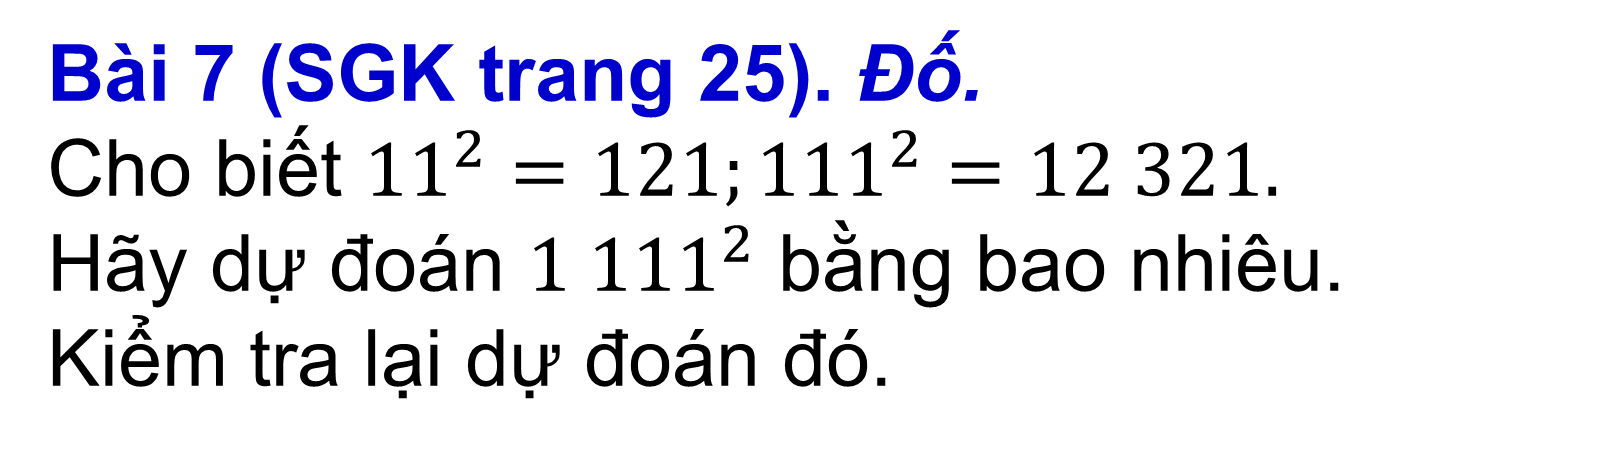 Bài 7 (SGK trang 25). Đố.
Cho biết 11² = 121; 111² = 12 321.
Hãy dự đoán 1 111² bằng bao nhiêu.
Kiểm tra lại dự đoán đó.